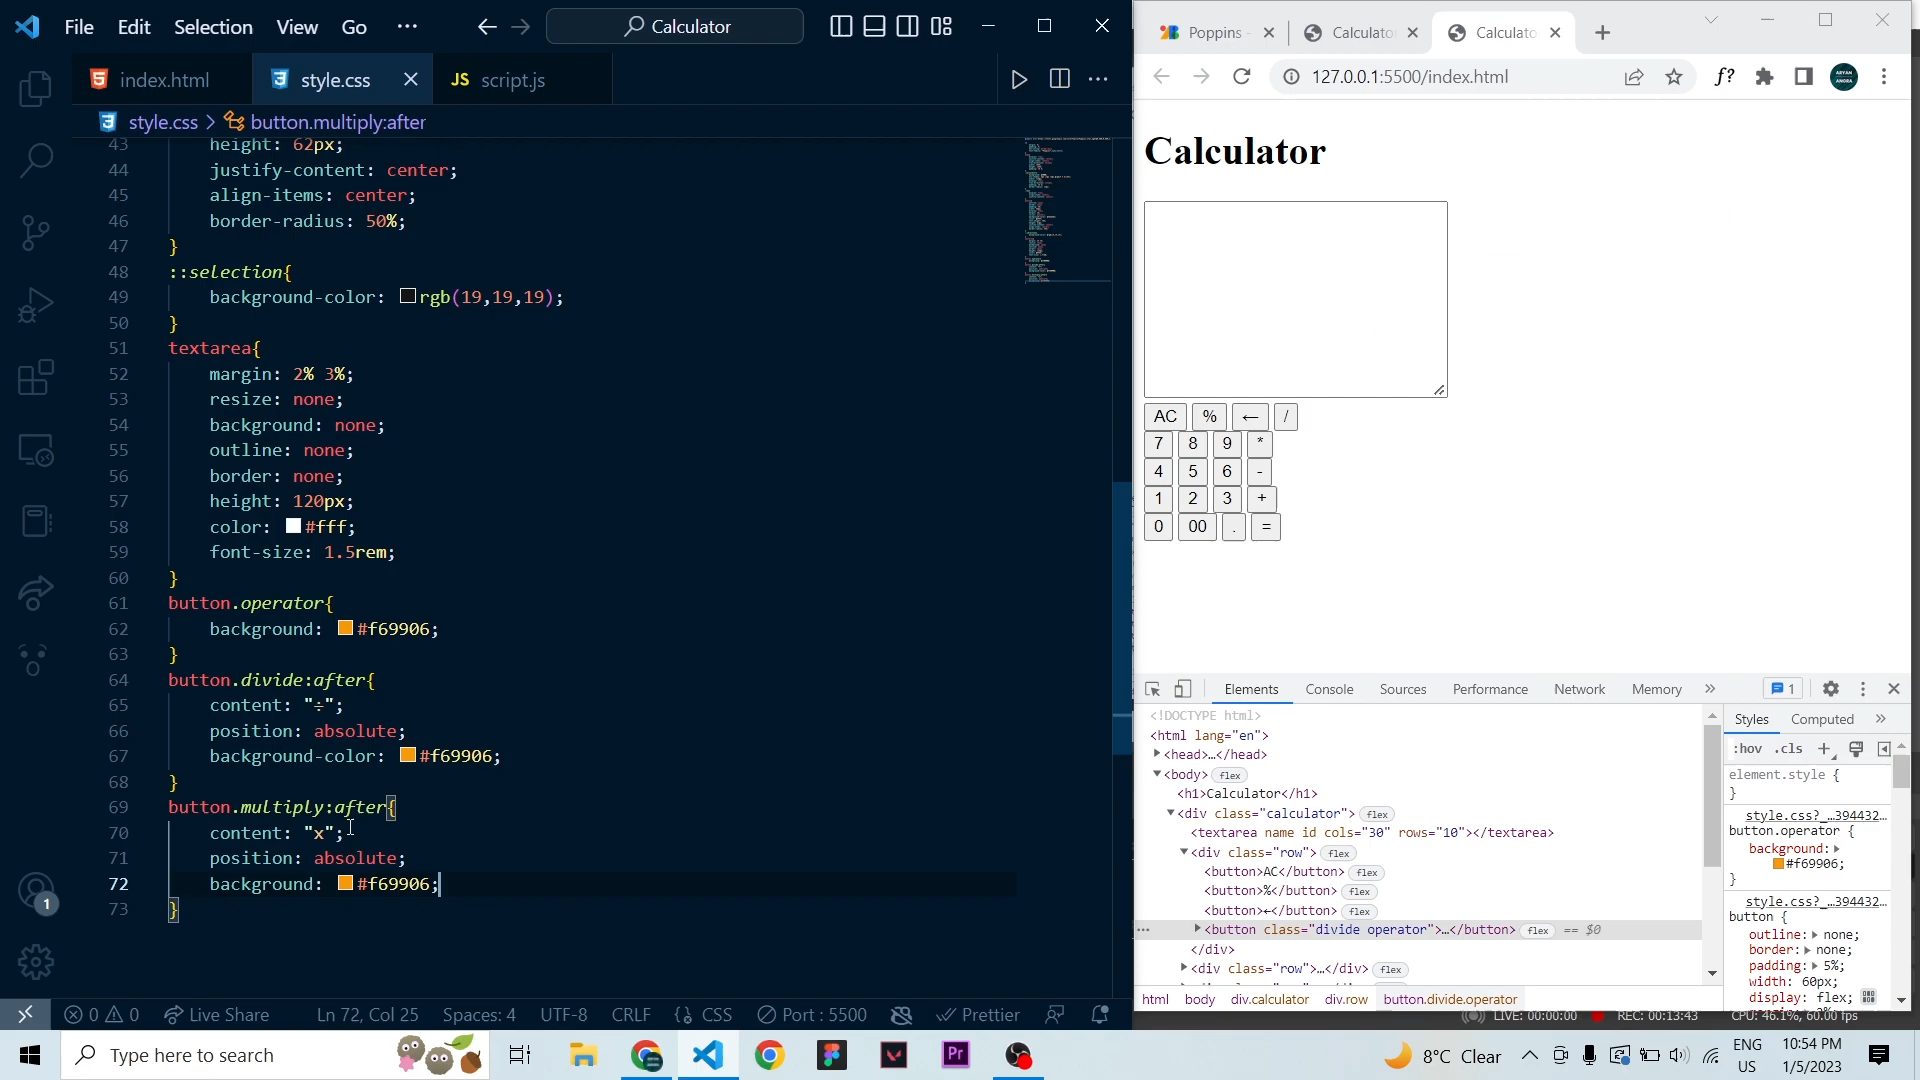 File Edit Selection View Go ···
Calculator
index.html
style.css
JS script.js
style.css > button.multiply:after
43 height: 62px;
44 justify-content: center;
45 align-items: center;
46 border-radius: 50%;
47 }
48 ::selection{
49 background-color: rgb(19,19,19);
50 }
51 textarea{
52 margin: 2% 3%;
53 resize: none;
54 background: none;
55 outline: none;
56 border: none;
57 height: 120px;
58 color: #fff;
59 font-size: 1.5rem;
60 }
61 button.operator{
62 background: #f69906;
63 }
64 button.divide:after{
65 content: "÷";
66 position: absolute;
67 background-color: #f69906;
68 }
69 button.multiply:after{
70 content: "x";
71 position: absolute;
72 background: #f69906;
73 }
1
0 0 Live Share Ln 72, Col 25 Spaces: 4 UTF-8 CRLF {} CSS Port : 5500 Prettier
Poppins - Calculator Calculator
127.0.0.1:5500/index.html
f?
ARYAN
ANGRA
Calculator
AC % ← /
7 8 9 *
4 5 6 -
1 2 3 +
0 00 . =
Elements Console Sources Performance Network Memory » 1
<!DOCTYPE html>
<html lang="en">
<head>…</head>
<body> flex
<h1>Calculator</h1>
<div class="calculator"> flex
<textarea name id cols="30" rows="10"></textarea>
<div class="row"> flex
<button>AC</button> flex
<button>%</button> flex
<button>←</button> flex
··· <button class="divide operator">…</button> flex == $0
</div>
<div class="row">…</div> flex
html body div.calculator div.row button.divide.operator
Styles Computed »
:hov .cls +
element.style {
}
style.css?_…394432…
button.operator {
background:
#f69906;
}
style.css?_…394432…
button {
outline: none;
border: none;
padding: 5%;
width: 60px;
display: flex;
LIVE: 00:00:00 REC: 00:13:43 CPU: 46.1%, 60.00 fps
Type here to search
Pr
8°C Clear
ENG
US
10:54 PM
1/5/2023